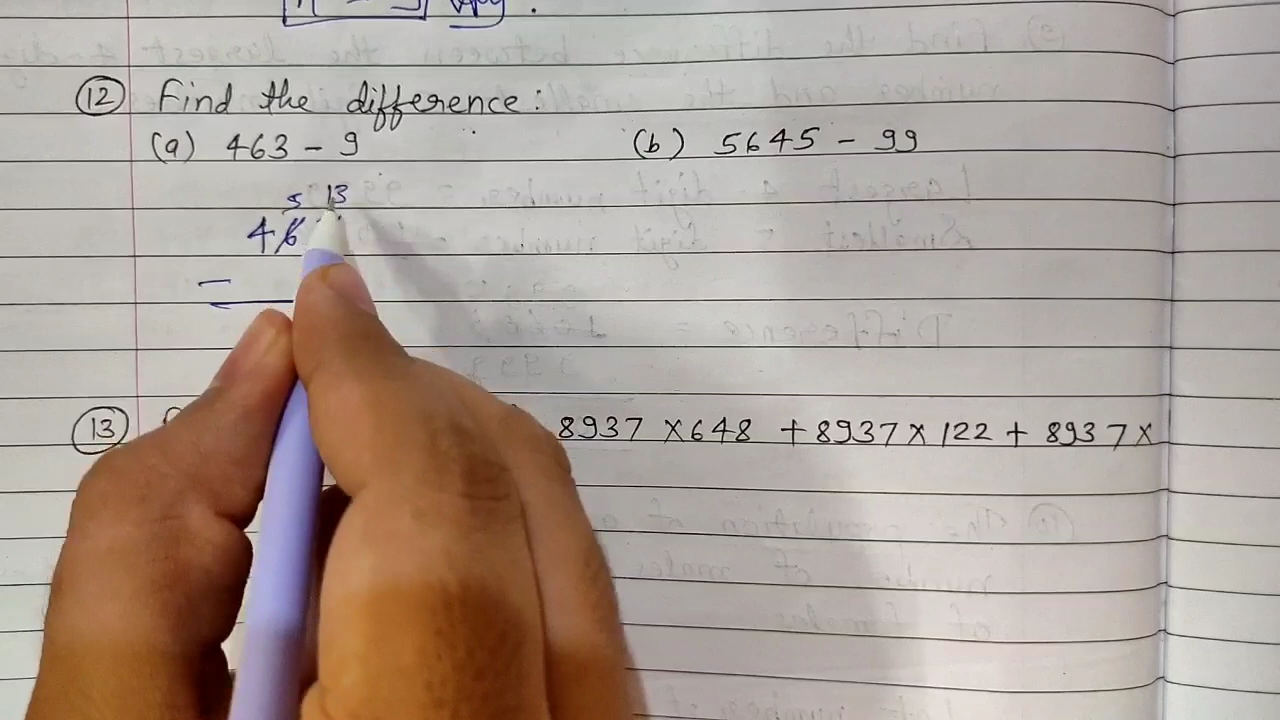 (12) Find the difference:
(a) 463 - 9 (b) 5645 - 99
5 13
46
-
(13) 8937 × 648 + 8937 × 122 + 8937 ×